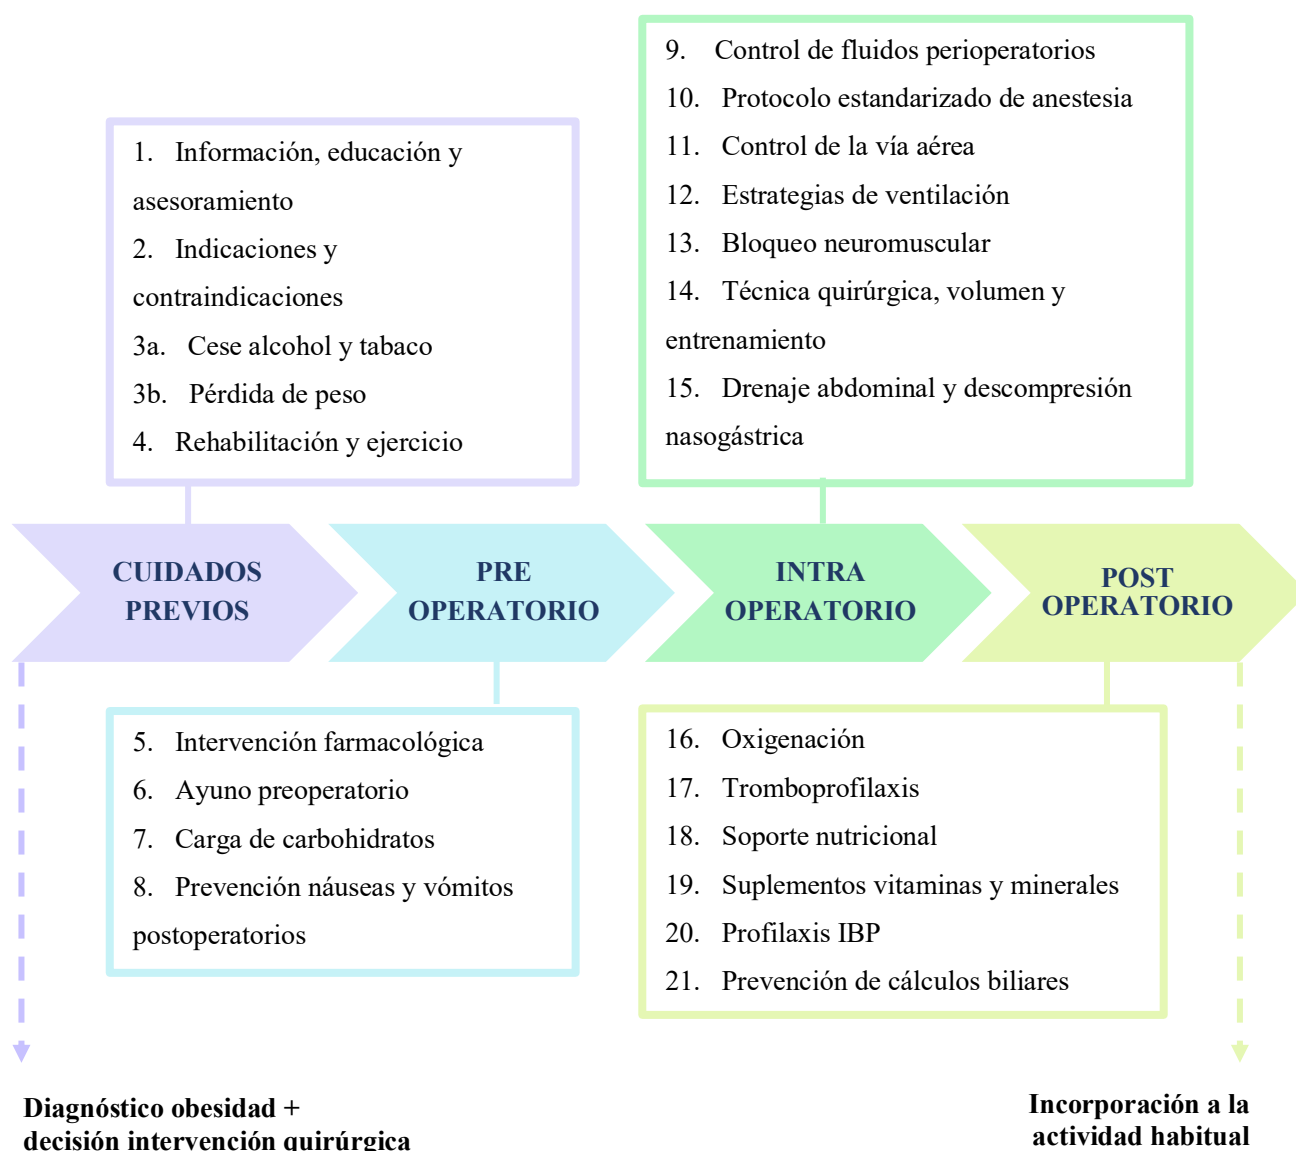 9. Control de fluidos perioperatorios
10. Protocolo estandarizado de anestesia
11. Control de la vía aérea
12. Estrategias de ventilación
13. Bloqueo neuromuscular
14. Técnica quirúrgica, volumen y
entrenamiento
15. Drenaje abdominal y descompresión
nasogástrica
1. Información, educación y
asesoramiento
2. Indicaciones y
contraindicaciones
3a. Cese alcohol y tabaco
3b. Pérdida de peso
4. Rehabilitación y ejercicio
CUIDADOS
PREVIOS
PRE
OPERATORIO
INTRA
OPERATORIO
POST
OPERATORIO
5. Intervención farmacológica
6. Ayuno preoperatorio
7. Carga de carbohidratos
8. Prevención náuseas y vómitos
postoperatorios
16. Oxigenación
17. Tromboprofilaxis
18. Soporte nutricional
19. Suplementos vitaminas y minerales
20. Profilaxis IBP
21. Prevención de cálculos biliares
Diagnóstico obesidad +
decisión intervención quirúrgica
Incorporación a la
actividad habitual